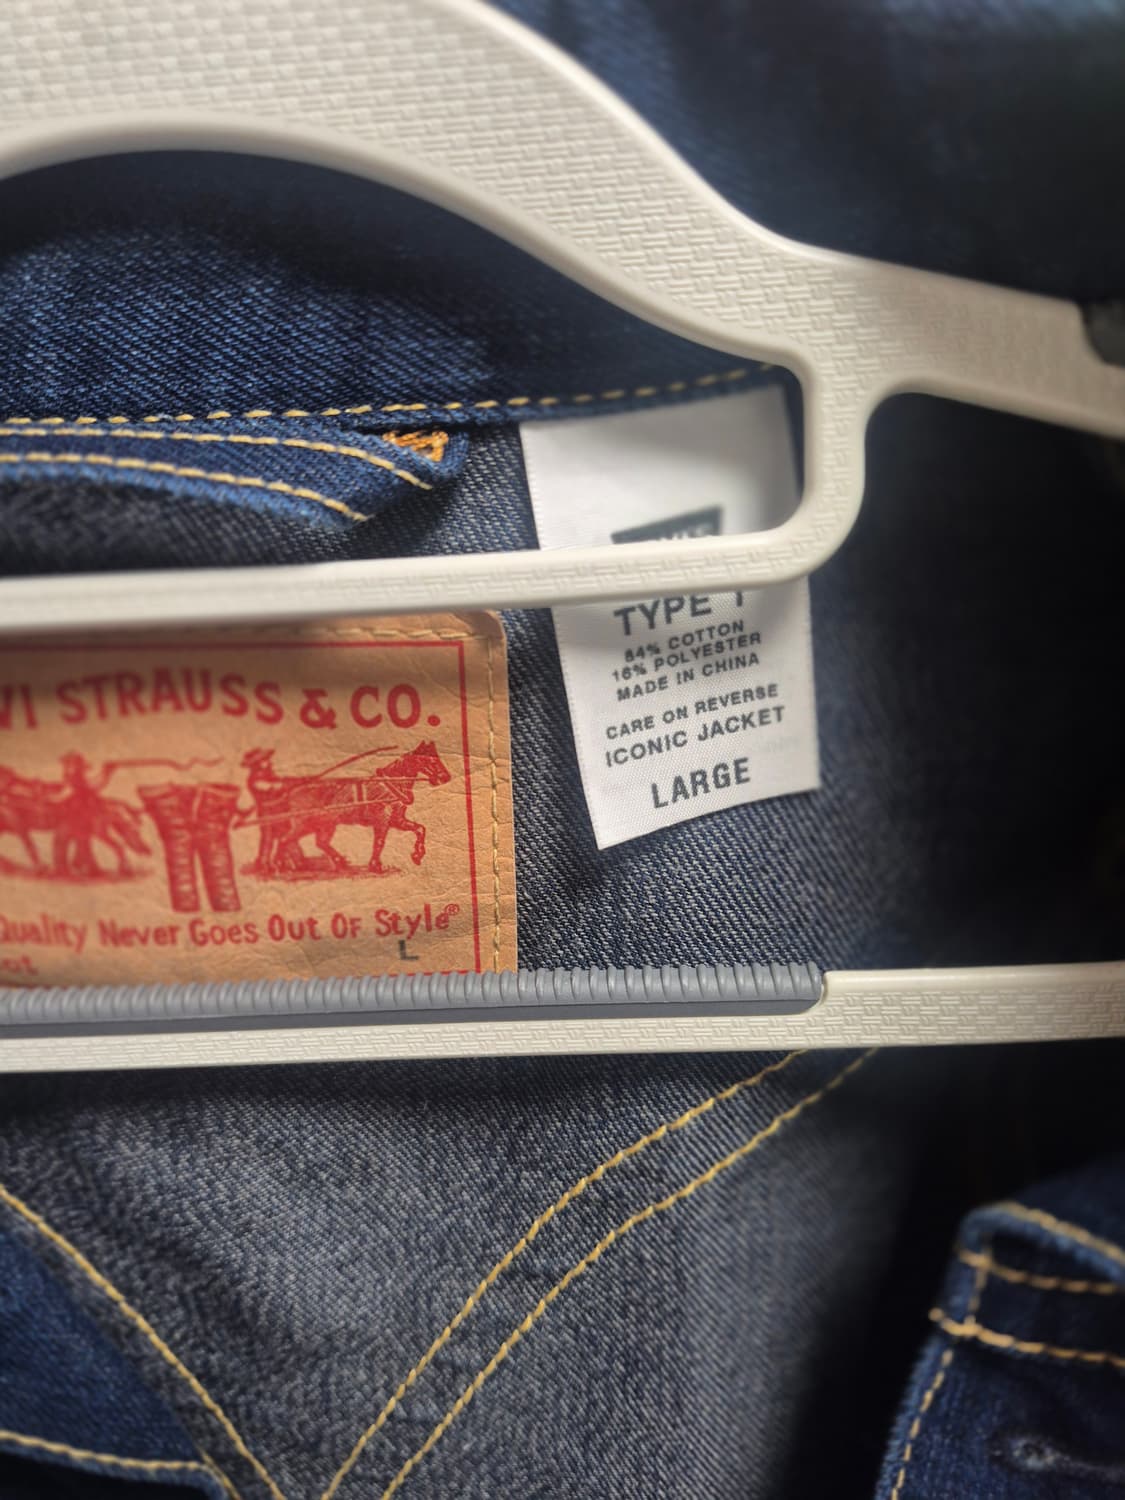 VI STRAUSS & CO.
Quality Never Goes Out Of Style®
L
TYPE 1
84% COTTON
16% POLYESTER
MADE IN CHINA
CARE ON REVERSE
ICONIC JACKET
LARGE